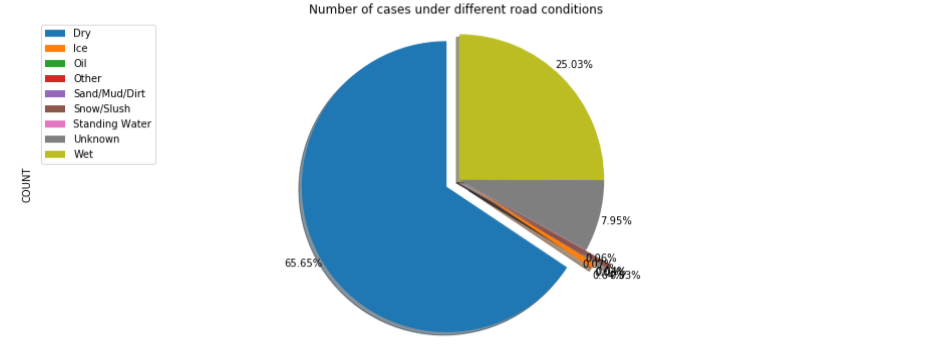 Number of cases under different road conditions
Dry
Ice
Oil
Other
Sand/Mud/Dirt
Snow/Slush
Standing Water
Unknown
Wet
COUNT
25.03%
7.95%
0.06%
65.65%